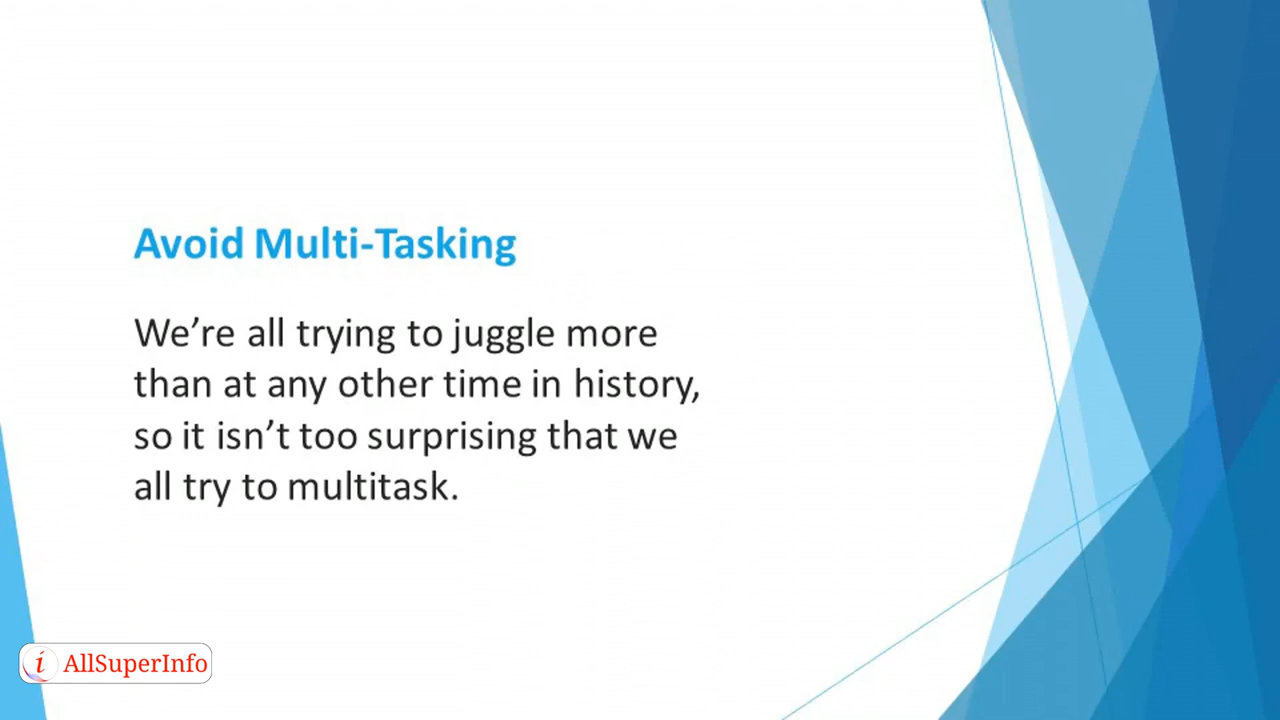 Avoid Multi-Tasking
We’re all trying to juggle more
than at any other time in history,
so it isn’t too surprising that we
all try to multitask.
i AllSuperInfo